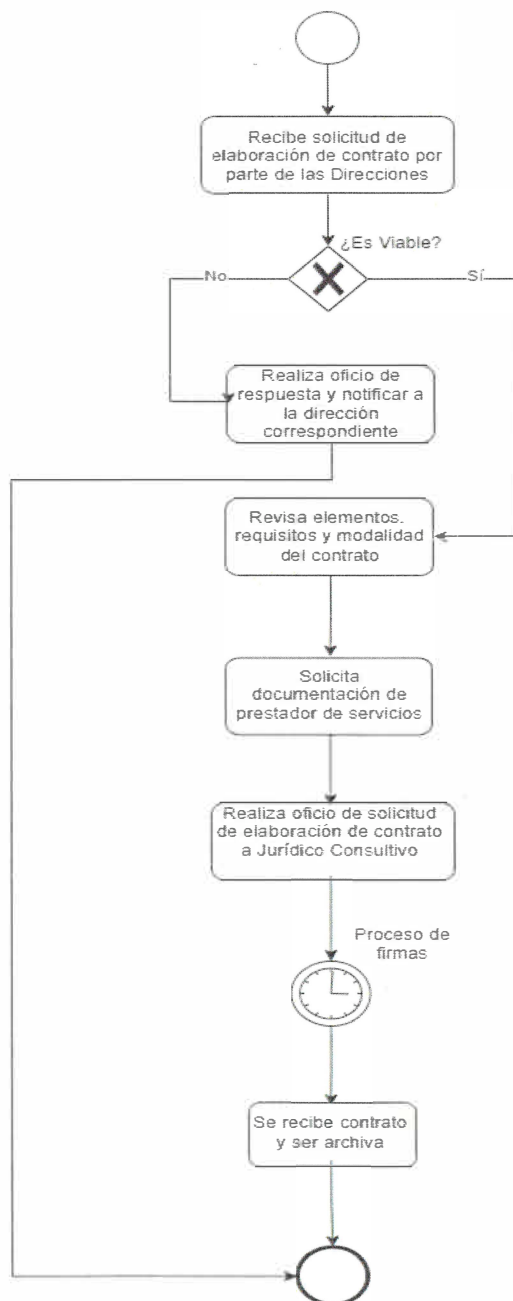 Recibe solicitud de
elaboración de contrato por
parte de las Direcciones
¿Es Viable?
No
Sí
Realiza oficio de
respuesta y notificar a
la dirección
correspondiente
Revisa elementos.
requisitos y modalidad
del contrato
Solicita
documentación de
prestador de servicios
Realiza oficio de solicitud
de elaboración de contrato
a Jurídico Consultivo
Proceso de
firmas
Se recibe contrato
y ser archiva